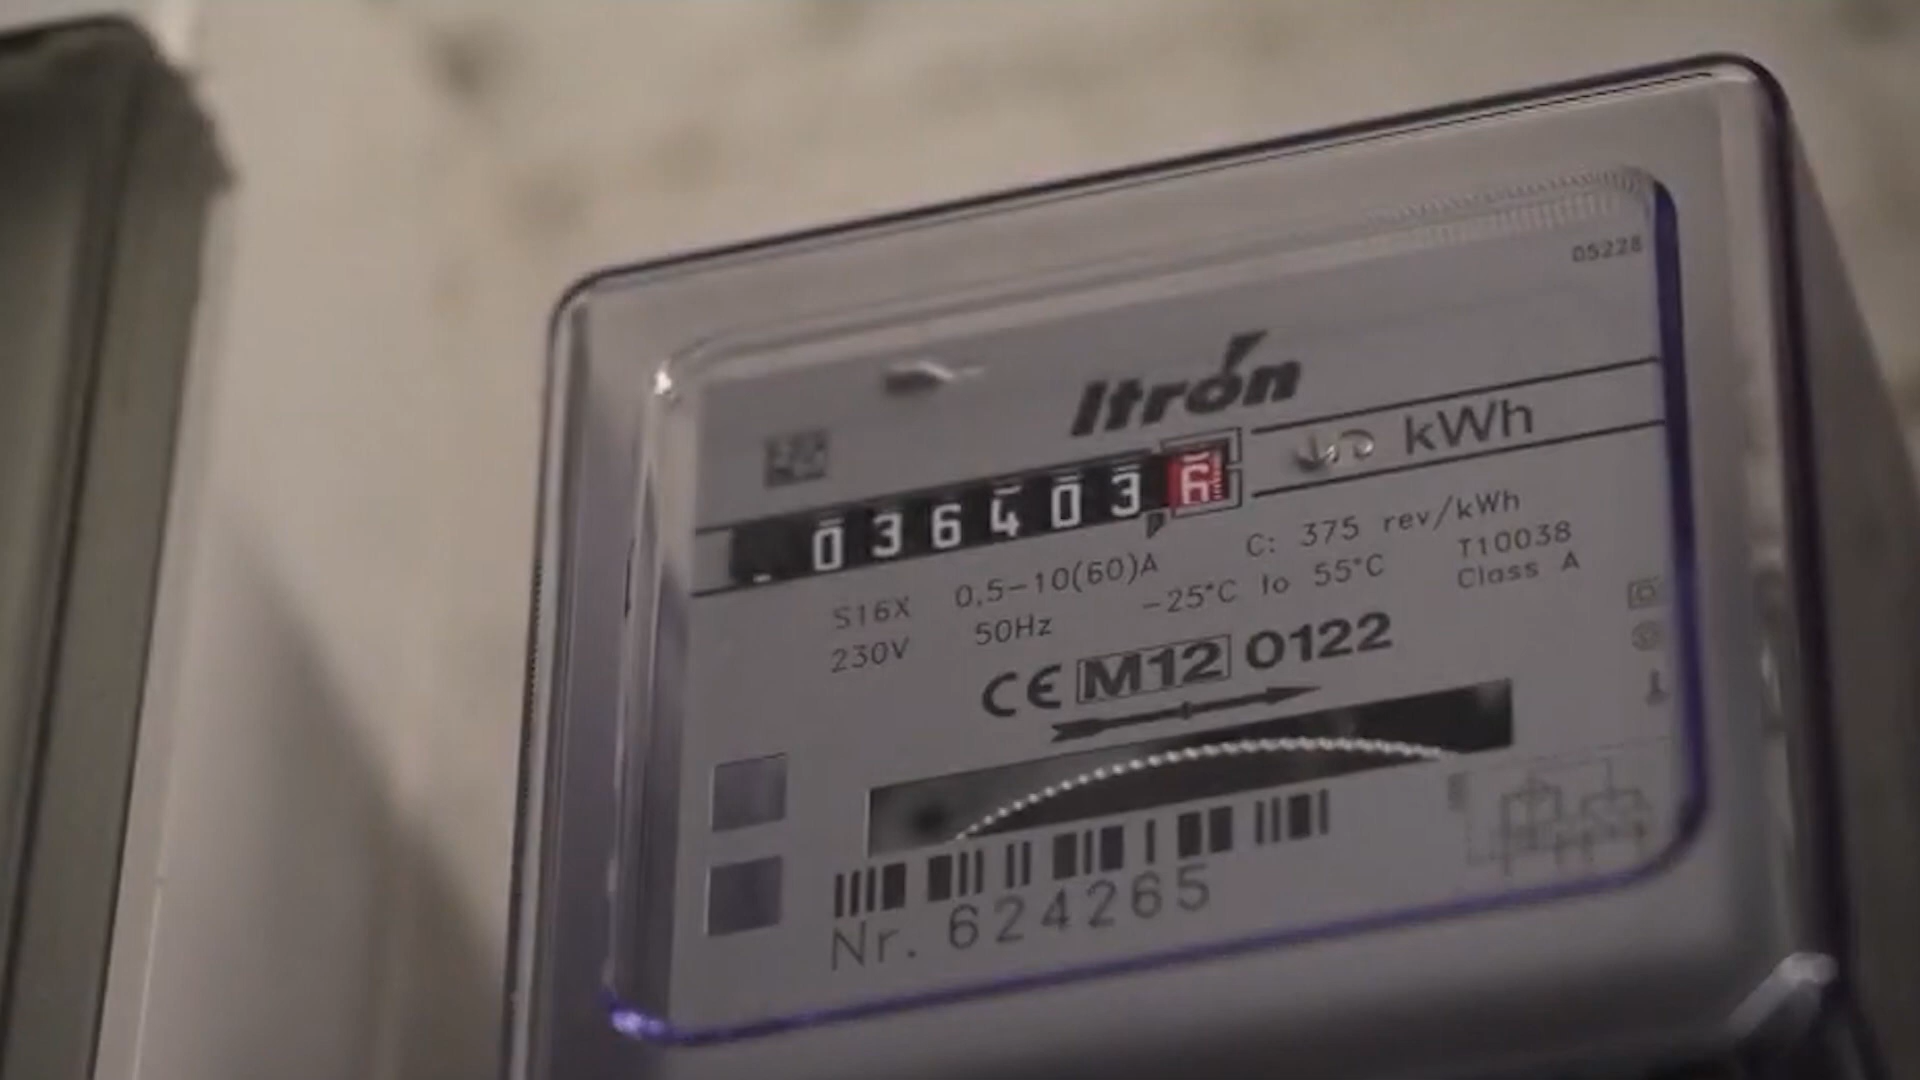 05228
Itrón
kWh
036403 6
C: 375 rev/kWh
S16X 0,5-10(60)A T10038
230V 50Hz -25°C to 55°C Class A
CE M12 0122
Nr. 624265